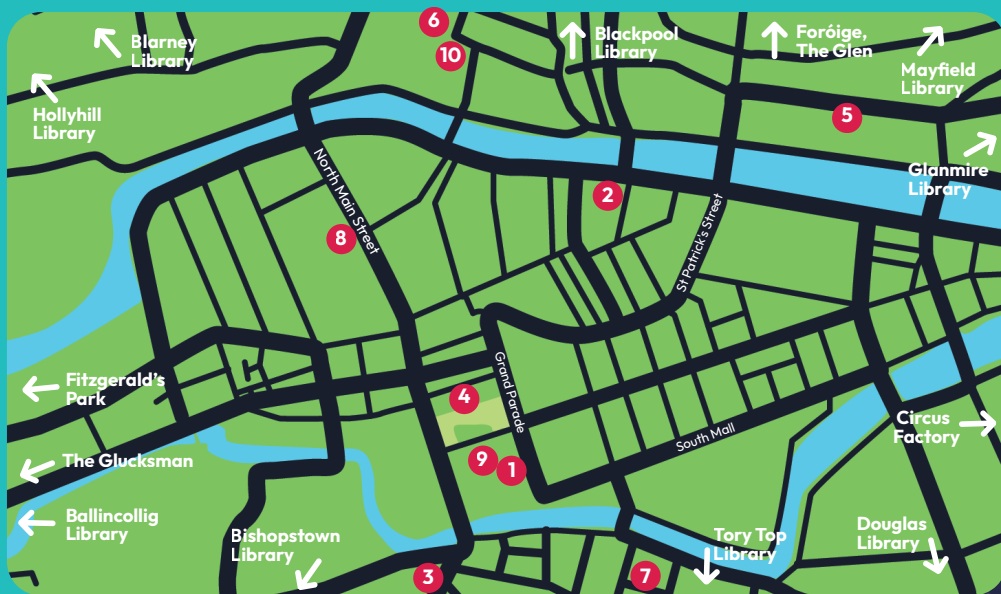 6
10
Blackpool
Library
Foróige,
The Glen
Blarney
Library
Mayfield
Library
Hollyhill
Library
5
Glanmire
Library
North Main Street
2
St Patrick's Street
8
Grand Parade
Fitzgerald's
Park
4
Circus
Factory
South Mall
The Glucksman
9
1
Ballincollig
Library
Bishopstown
Library
Tory Top
Library
Douglas
Library
3
7